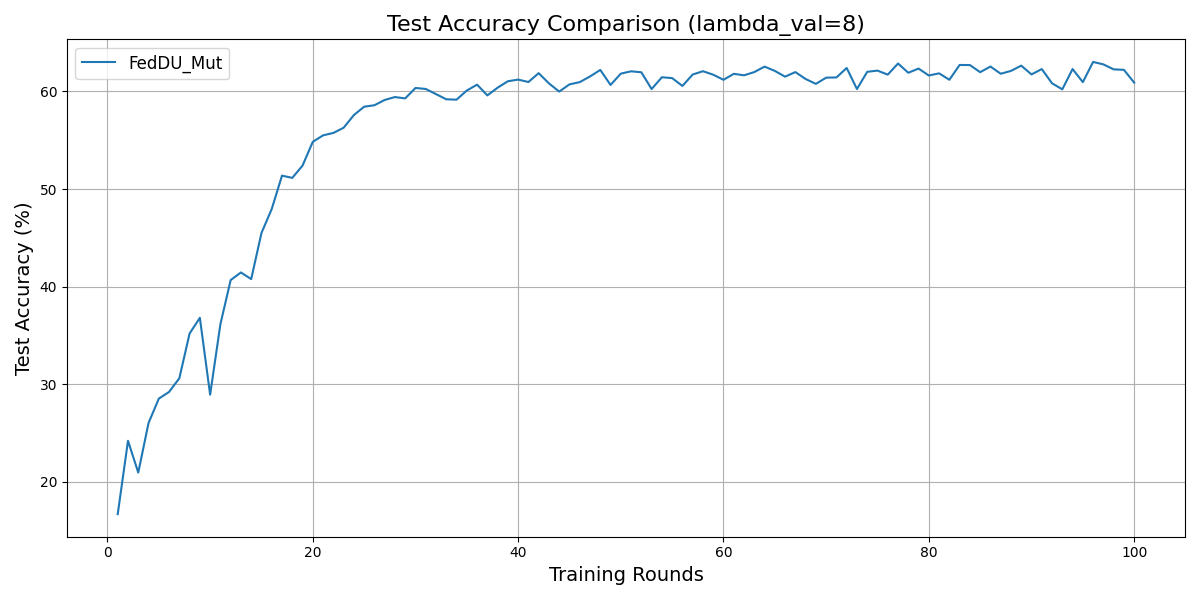 Test Accuracy Comparison (lambda_val=8)
FedDU_Mut
Test Accuracy (%)
60
50
40
30
20
0 20 40 60 80 100
Training Rounds